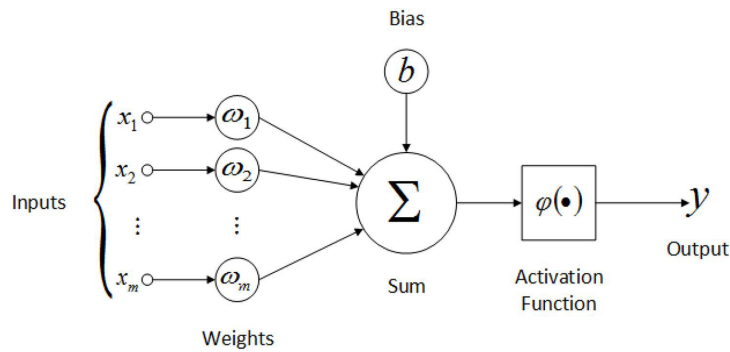 Bias
b
x₁ ω₁
x₂ ω₂
Inputs
Σ
φ(•)
y
⋮ ⋮
Output
xₘ ωₘ
Sum
Activation
Function
Weights